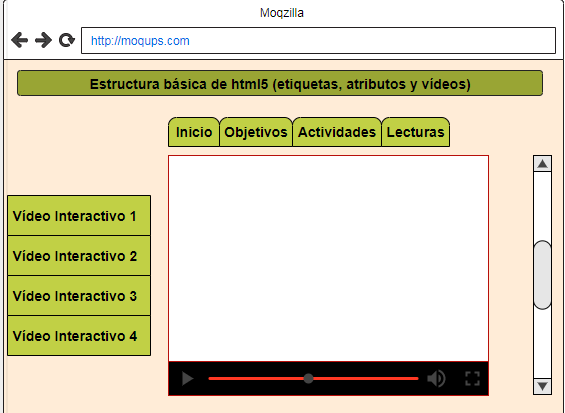 Moqzilla
http://moqups.com
Estructura básica de html5 (etiquetas, atributos y vídeos)
Inicio Objetivos Actividades Lecturas
Vídeo Interactivo 1
Vídeo Interactivo 2
Vídeo Interactivo 3
Vídeo Interactivo 4